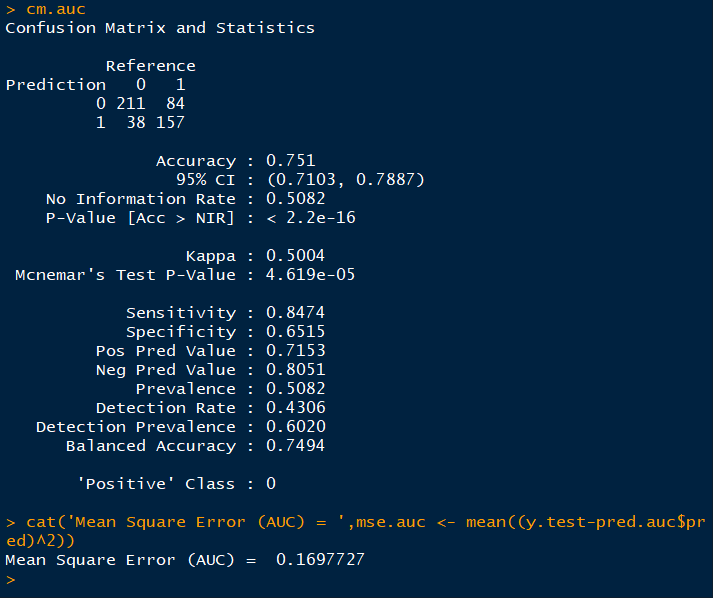 > cm.auc
Confusion Matrix and Statistics
Reference
Prediction 0 1
0 211 84
1 38 157
Accuracy : 0.751
95% CI : (0.7103, 0.7887)
No Information Rate : 0.5082
P-Value [Acc > NIR] : < 2.2e-16
Kappa : 0.5004
Mcnemar's Test P-Value : 4.619e-05
Sensitivity : 0.8474
Specificity : 0.6515
Pos Pred Value : 0.7153
Neg Pred Value : 0.8051
Prevalence : 0.5082
Detection Rate : 0.4306
Detection Prevalence : 0.6020
Balanced Accuracy : 0.7494
'Positive' Class : 0
> cat('Mean Square Error (AUC) = ',mse.auc <- mean((y.test-pred.auc$pr
ed)^2))
Mean Square Error (AUC) =  0.1697727
>